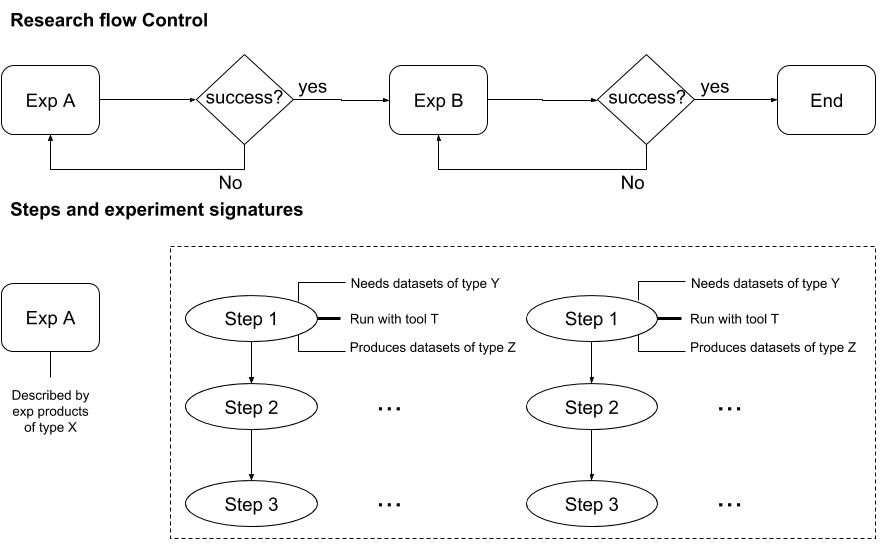 Research flow Control
Exp A
success?
yes
Exp B
success?
yes
End
No
No
Steps and experiment signatures
Exp A
Described by
exp products
of type X
Step 1
Needs datasets of type Y
Run with tool T
Produces datasets of type Z
Step 2
...
Step 3
...
Step 1
Needs datasets of type Y
Run with tool T
Produces datasets of type Z
Step 2
...
Step 3
...